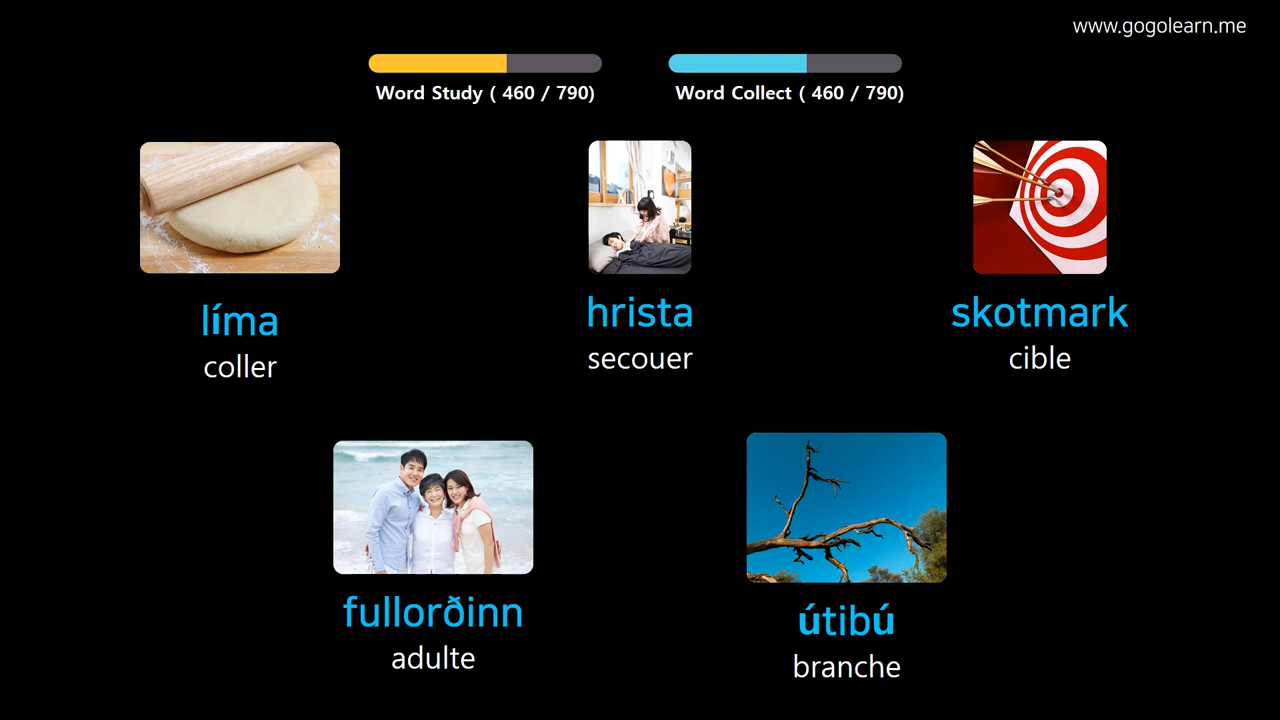 www.gogolearn.me
Word Study ( 460 / 790)
Word Collect ( 460 / 790)
líma
coller
hrista
secouer
skotmark
cible
fullorðinn
adulte
útibú
branche